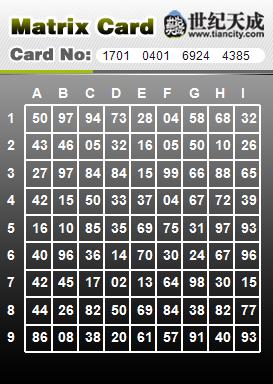 Matrix Card 世纪天成
www.tiancity.com
Card No: 1701 0401 6924 4385
A B C D E F G H I
1 50 97 94 73 28 04 58 68 32
2 43 46 05 32 16 05 50 10 26
3 27 97 84 84 15 99 66 88 65
4 42 15 50 33 37 04 67 72 39
5 16 10 85 35 69 75 31 97 93
6 40 96 36 14 70 30 24 67 96
7 42 45 17 02 13 64 98 30 15
8 44 26 82 50 69 84 38 82 77
9 86 08 38 20 61 57 91 40 93